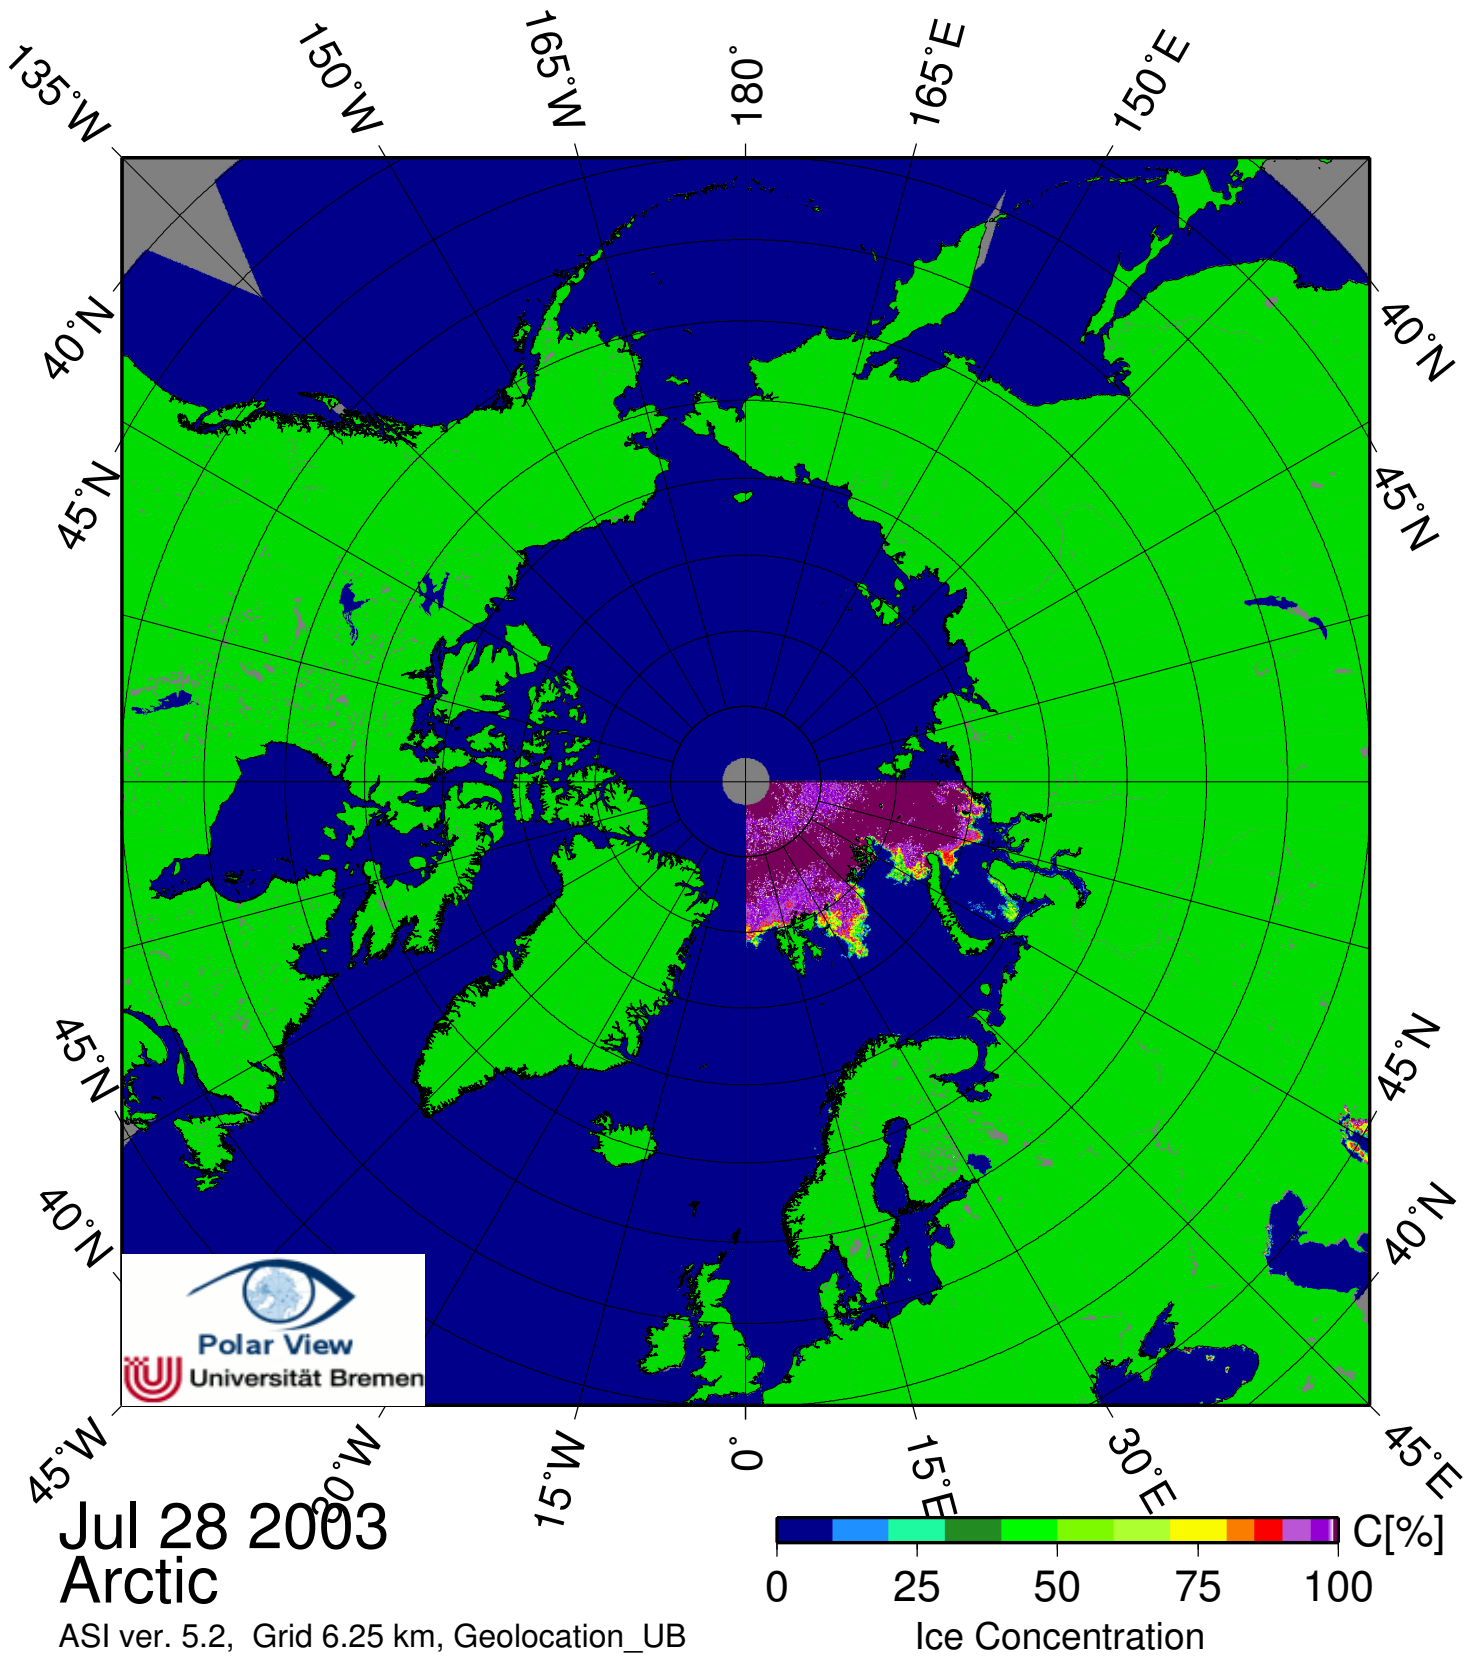 135°W
150°W
165°W
180°
165°E
150°E
40°N
40°N
45°N
45°N
45°N
45°N
40°N
40°N
Polar View
Universität Bremen
45°W
30°W
15°W
0°
15°E
30°E
45°E
Jul 28 2003
Arctic
ASI ver. 5.2, Grid 6.25 km, Geolocation_UB
C[%]
0 25 50 75 100
Ice Concentration